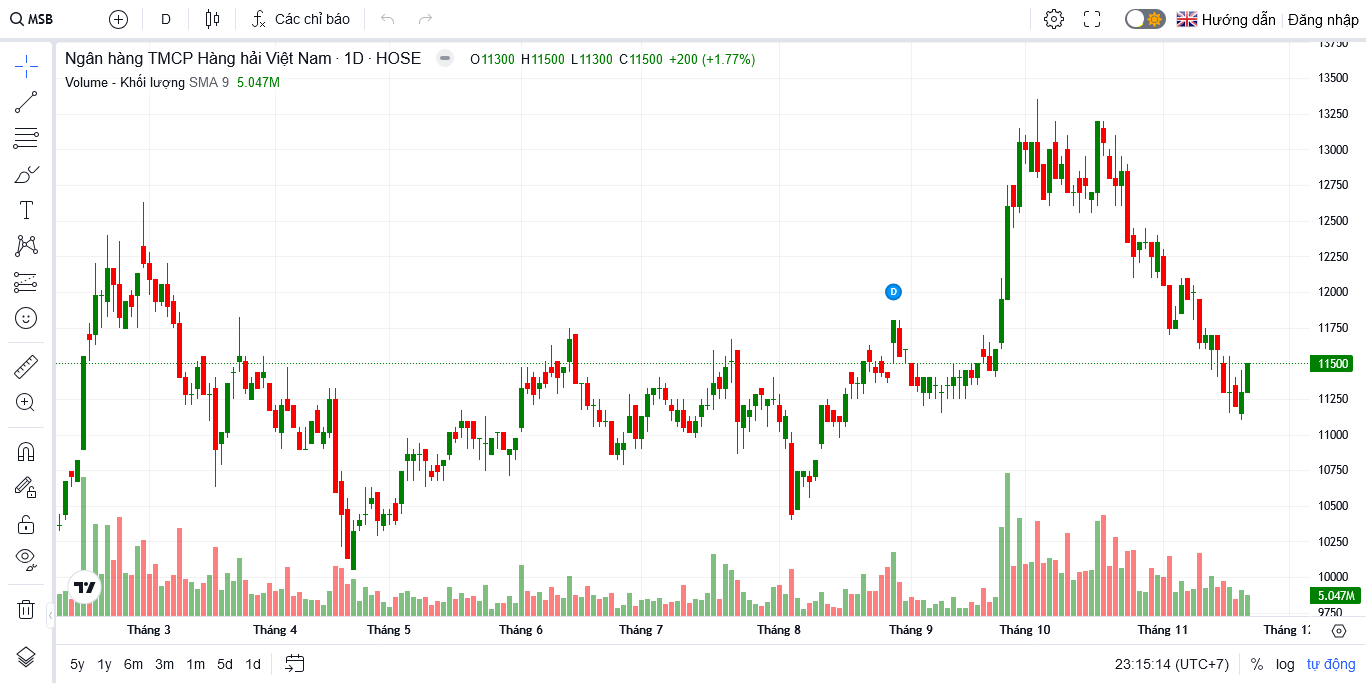 MSB D Các chỉ báo Hướng dẫn Đăng nhập
Ngân hàng TMCP Hàng hải Việt Nam · 1D · HOSE O11300 H11500 L11300 C11500 +200 (+1.77%)
Volume - Khối lượng SMA 9 5.047M
13750
13500
13250
13000
12750
12500
12250
12000
D
11750
11500
11250
11000
10750
10500
10250
10000
5.047M
9750
Tháng 3 Tháng 4 Tháng 5 Tháng 6 Tháng 7 Tháng 8 Tháng 9 Tháng 10 Tháng 11 Tháng 12
5y 1y 6m 3m 1m 5d 1d 23:15:14 (UTC+7) % log tự động